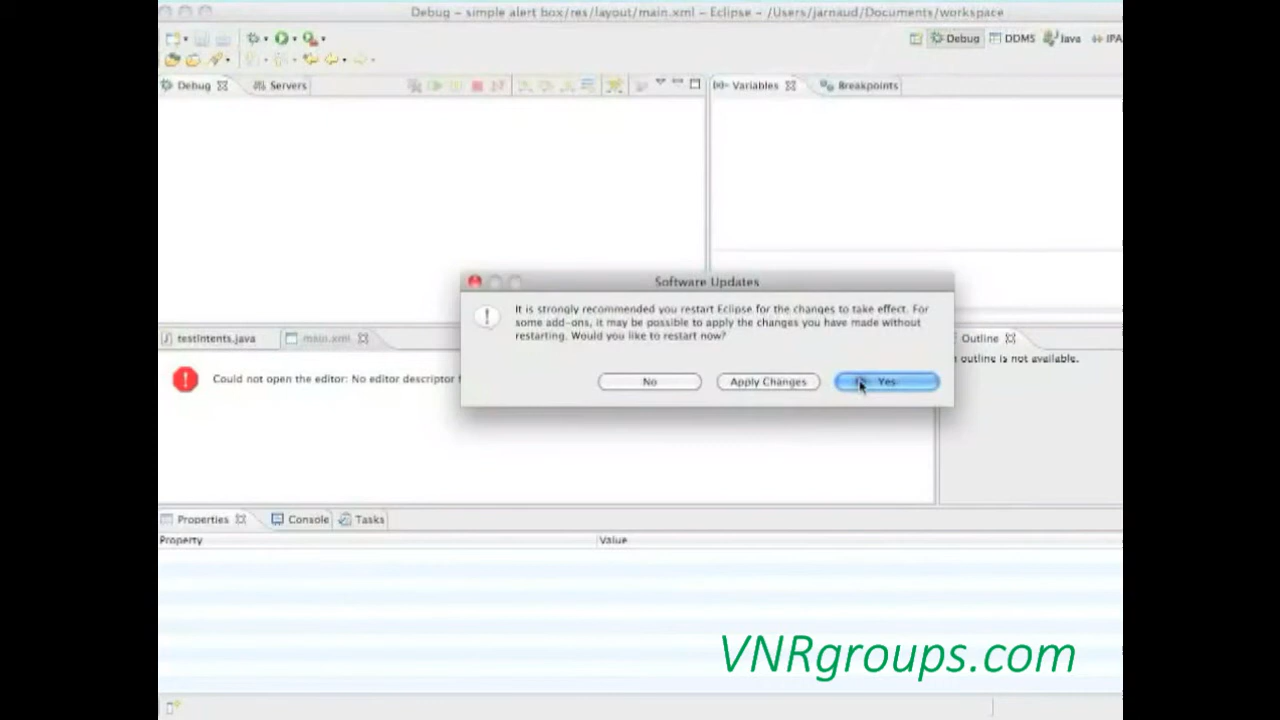 Debug – simple alert box/res/layout/main.xml – Eclipse – /Users/jarnaud/Documents/workspace
Debug DDMS Java IPA
Debug Servers
(x)= Variables Breakpoints
Software Updates
It is strongly recommended you restart Eclipse for the changes to take effect. For
some add-ons, it may be possible to apply the changes you have made without
restarting. Would you like to restart now?
No Apply Changes Yes
testIntents.java main.xml
Could not open the editor: No editor descriptor f
Outline
outline is not available.
Properties Console Tasks
Property Value
VNRgroups.com